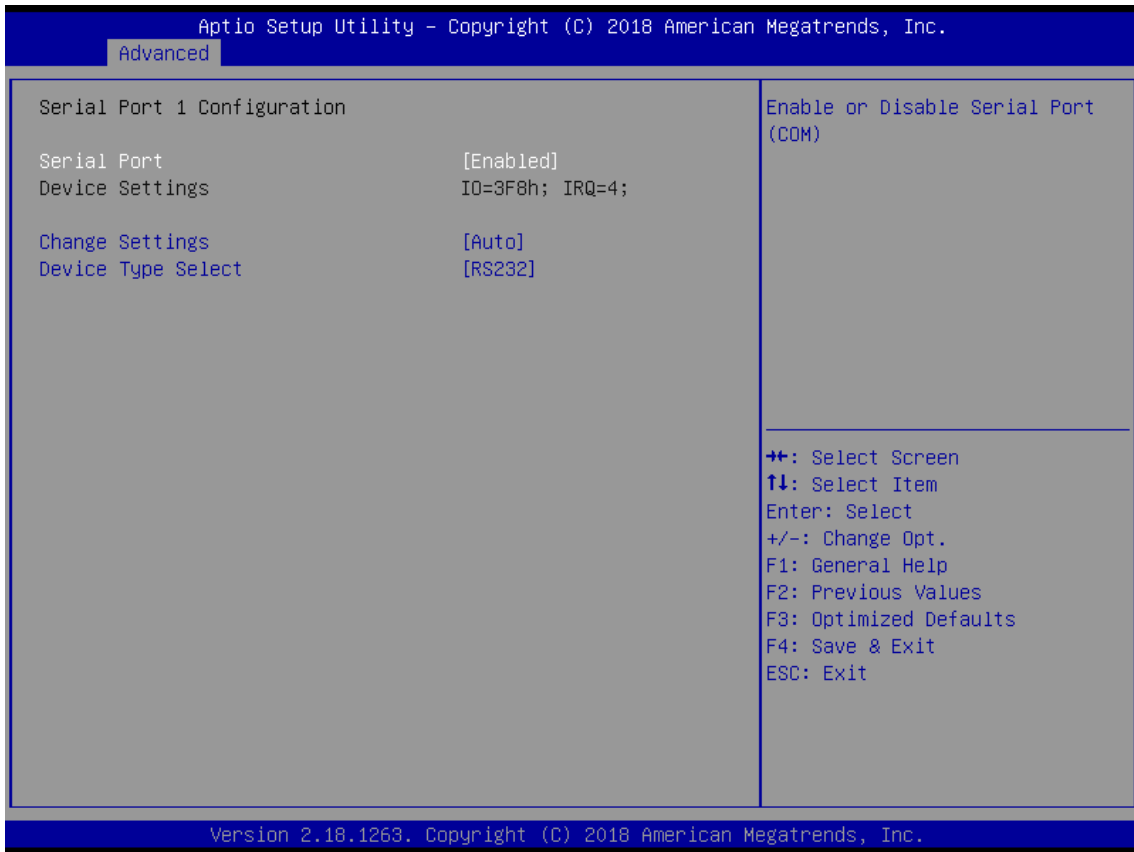 Aptio Setup Utility – Copyright (C) 2018 American Megatrends, Inc.
Advanced
Serial Port 1 Configuration
Serial Port [Enabled]
Device Settings IO=3F8h; IRQ=4;
Change Settings [Auto]
Device Type Select [RS232]
Enable or Disable Serial Port
(COM)
→←: Select Screen
↑↓: Select Item
Enter: Select
+/-: Change Opt.
F1: General Help
F2: Previous Values
F3: Optimized Defaults
F4: Save & Exit
ESC: Exit
Version 2.18.1263. Copyright (C) 2018 American Megatrends, Inc.